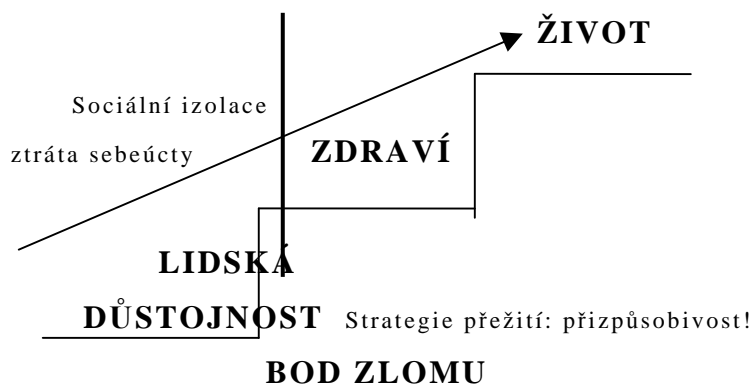 ŽIVOT
Sociální izolace
ztráta sebeúcty
ZDRAVÍ
LIDSKÁ
DŮSTOJNOST Strategie přežití: přizpůsobivost!
BOD ZLOMU